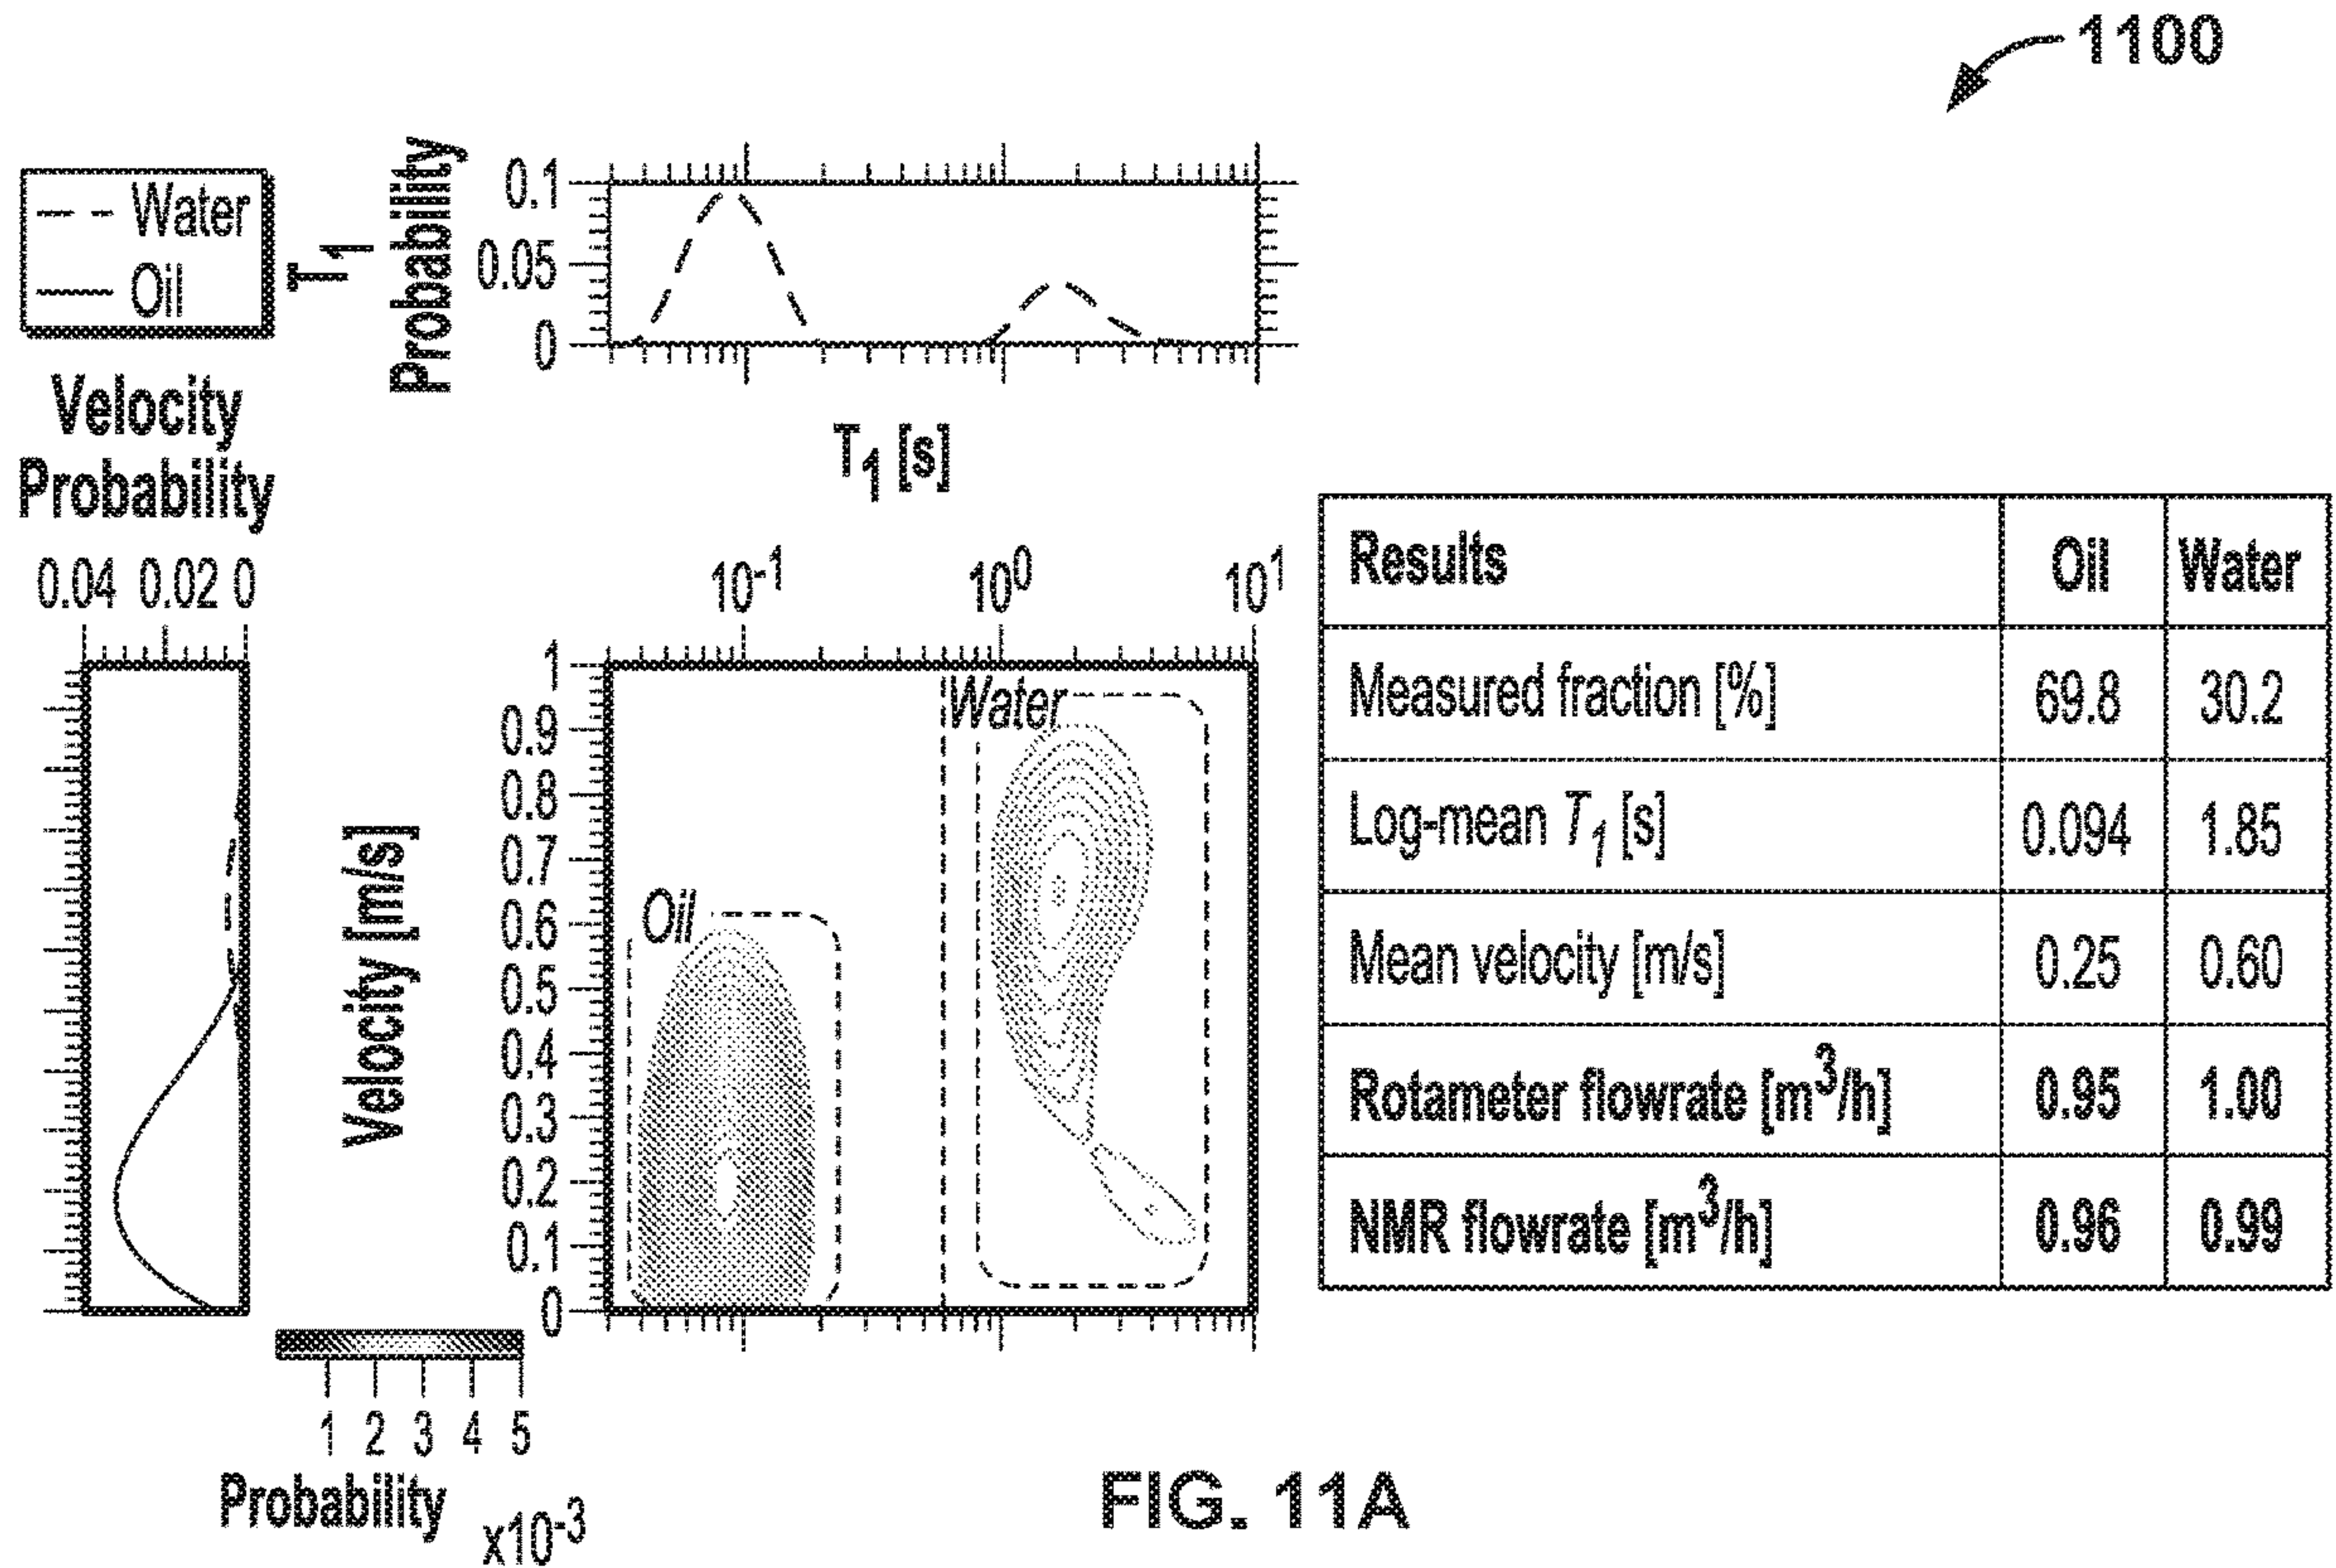 1100
Water
Oil
T1
Probability
0.1
0.05
0
T1 [s]
Velocity
Probability
0.04 0.02 0
10-1 100 101
Velocity [m/s]
1
0.9
0.8
0.7
0.6
0.5
0.4
0.3
0.2
0.1
0
Water
Oil
Results Oil Water
Measured fraction [%] 69.8 30.2
Log-mean T1 [s] 0.094 1.85
Mean velocity [m/s] 0.25 0.60
Rotameter flowrate [m3/h] 0.95 1.00
NMR flowrate [m3/h] 0.96 0.99
1 2 3 4 5
Probability
x10-3
FIG. 11A